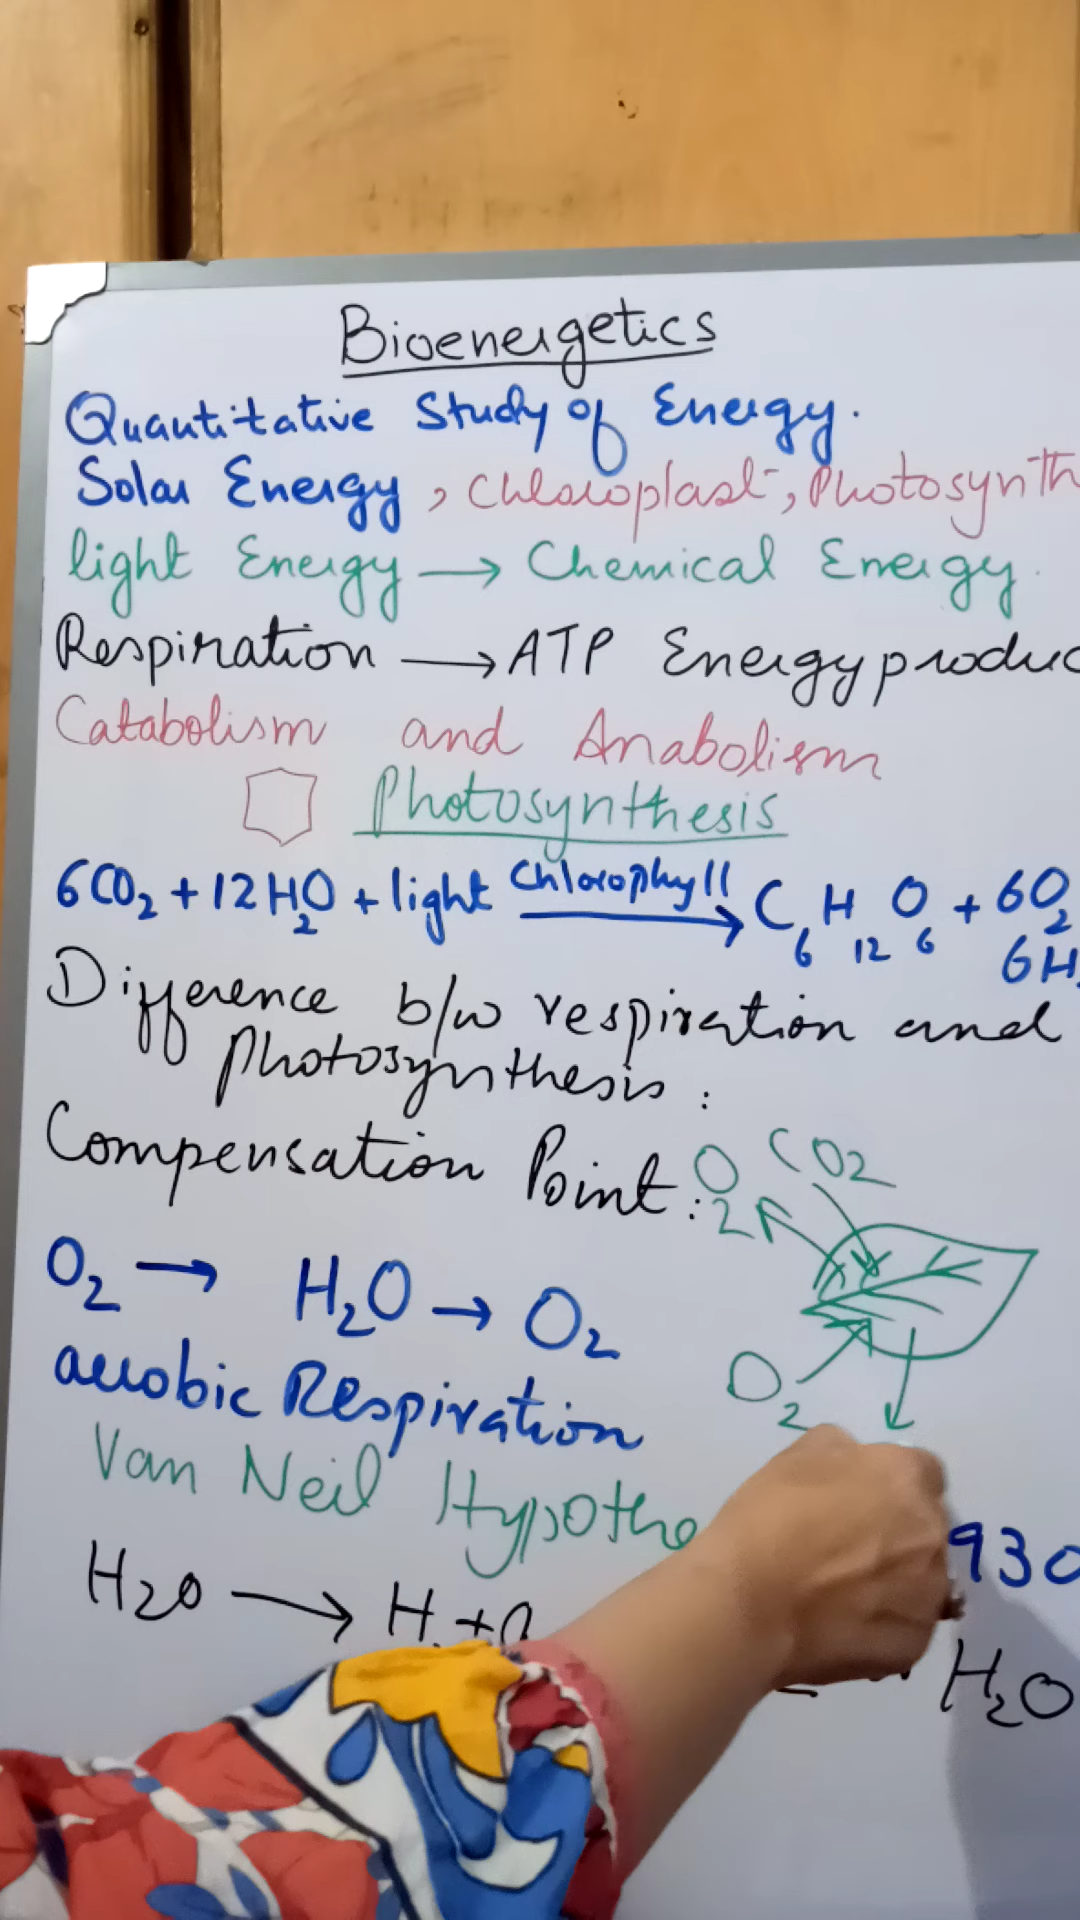 Bioenergetics
Quantitative Study of Energy.
Solar Energy, Chloroplast, Photosynth
light Energy → Chemical Energy.
Respiration → ATP Energy produc
Catabolism and Anabolism
Photosynthesis
6CO2 + 12H2O + light Chlorophyll → C6H12O6 + 6O2
6H
Difference b/w respiration and
Photosynthesis:
Compensation Point:
O2 CO2
O2 → H2O → O2
O2
aerobic Respiration
Van Neil Hypothe
930
H2O → H +
H2O